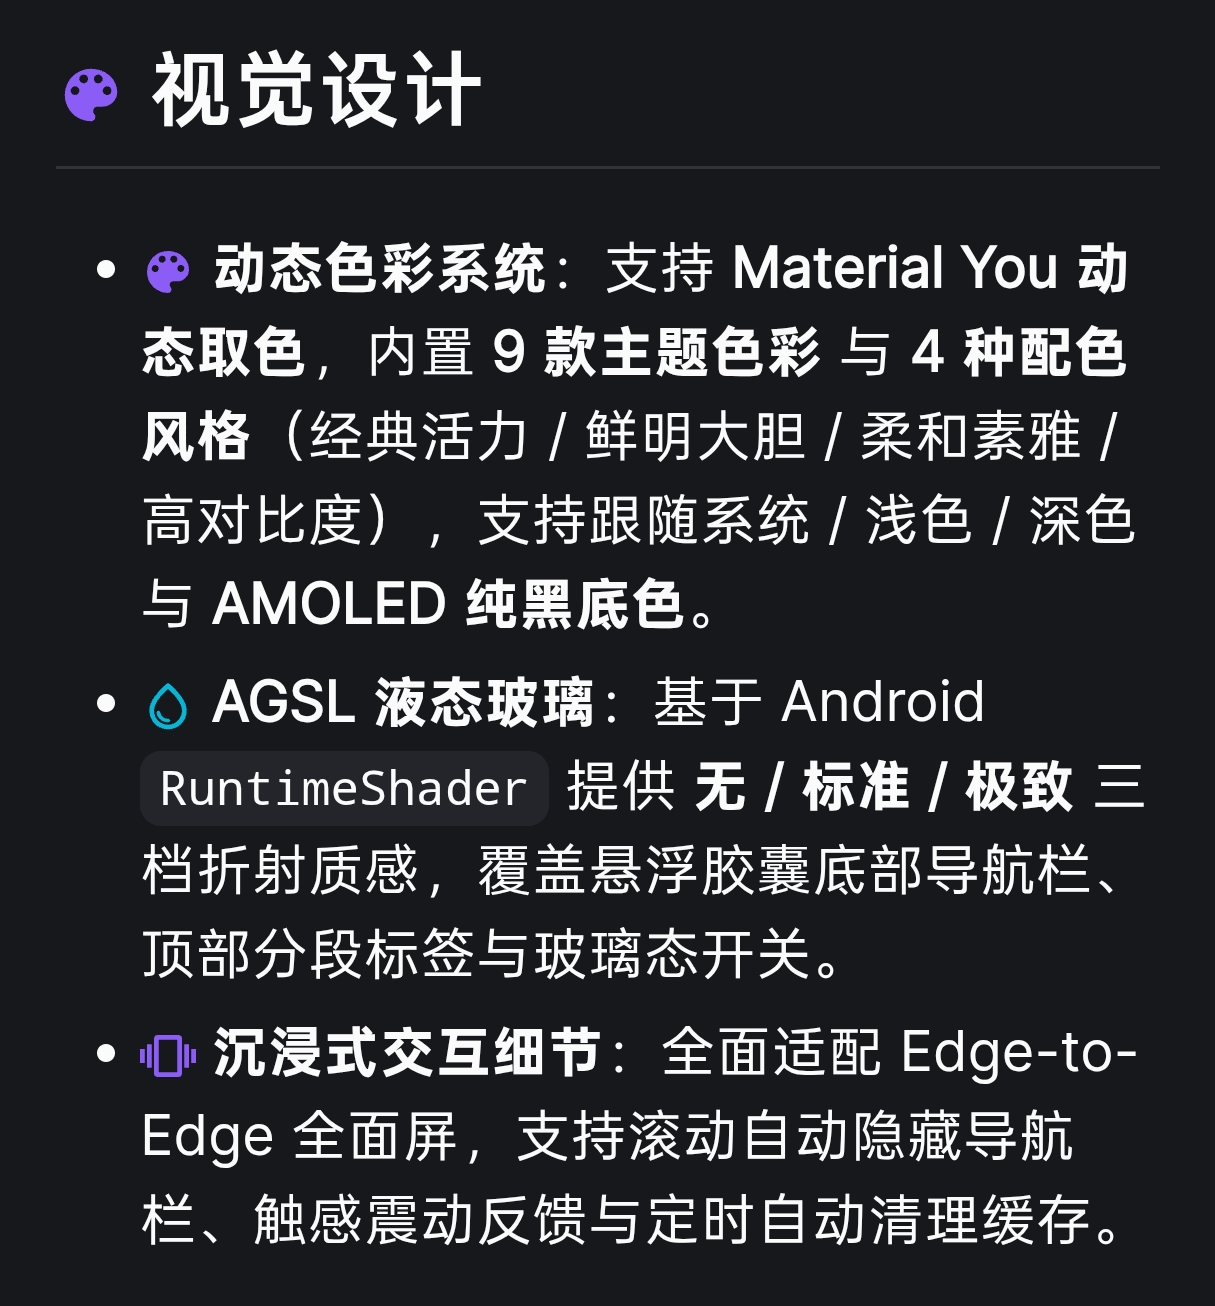 视觉设计
动态色彩系统：支持 Material You 动
态取色，内置 9 款主题色彩 与 4 种配色
风格（经典活力 / 鲜明大胆 / 柔和素雅 /
高对比度），支持跟随系统 / 浅色 / 深色
与 AMOLED 纯黑底色。
AGSL 液态玻璃：基于 Android
RuntimeShader 提供 无 / 标准 / 极致 三
档折射质感，覆盖悬浮胶囊底部导航栏、
顶部分段标签与玻璃态开关。
沉浸式交互细节：全面适配 Edge-to-
Edge 全面屏，支持滚动自动隐藏导航
栏、触感震动反馈与定时自动清理缓存。